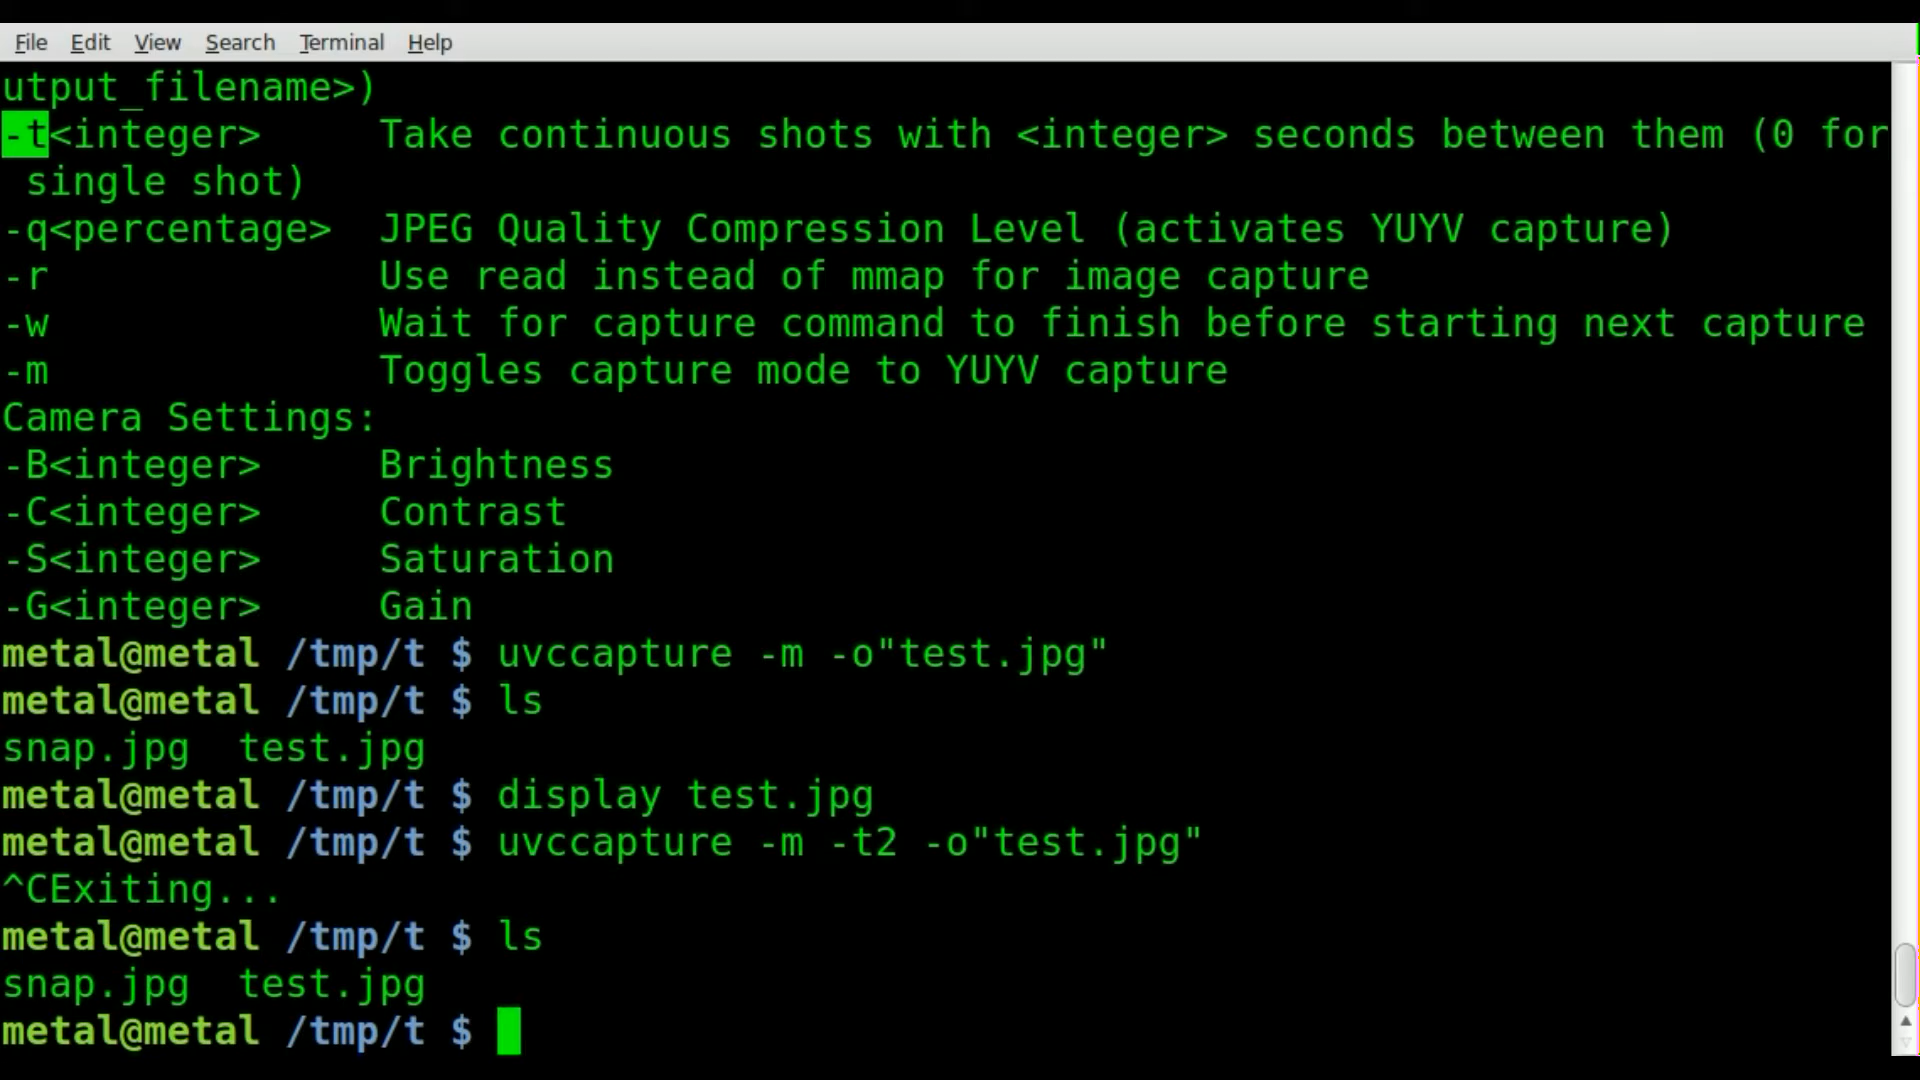 File Edit View Search Terminal Help
utput_filename>)
-t<integer>     Take continuous shots with <integer> seconds between them (0 for
 single shot)
-q<percentage>  JPEG Quality Compression Level (activates YUYV capture)
-r              Use read instead of mmap for image capture
-w              Wait for capture command to finish before starting next capture
-m              Toggles capture mode to YUYV capture
Camera Settings:
-B<integer>     Brightness
-C<integer>     Contrast
-S<integer>     Saturation
-G<integer>     Gain
metal@metal /tmp/t $ uvccapture -m -o"test.jpg"
metal@metal /tmp/t $ ls
snap.jpg  test.jpg
metal@metal /tmp/t $ display test.jpg
metal@metal /tmp/t $ uvccapture -m -t2 -o"test.jpg"
^CExiting...
metal@metal /tmp/t $ ls
snap.jpg  test.jpg
metal@metal /tmp/t $